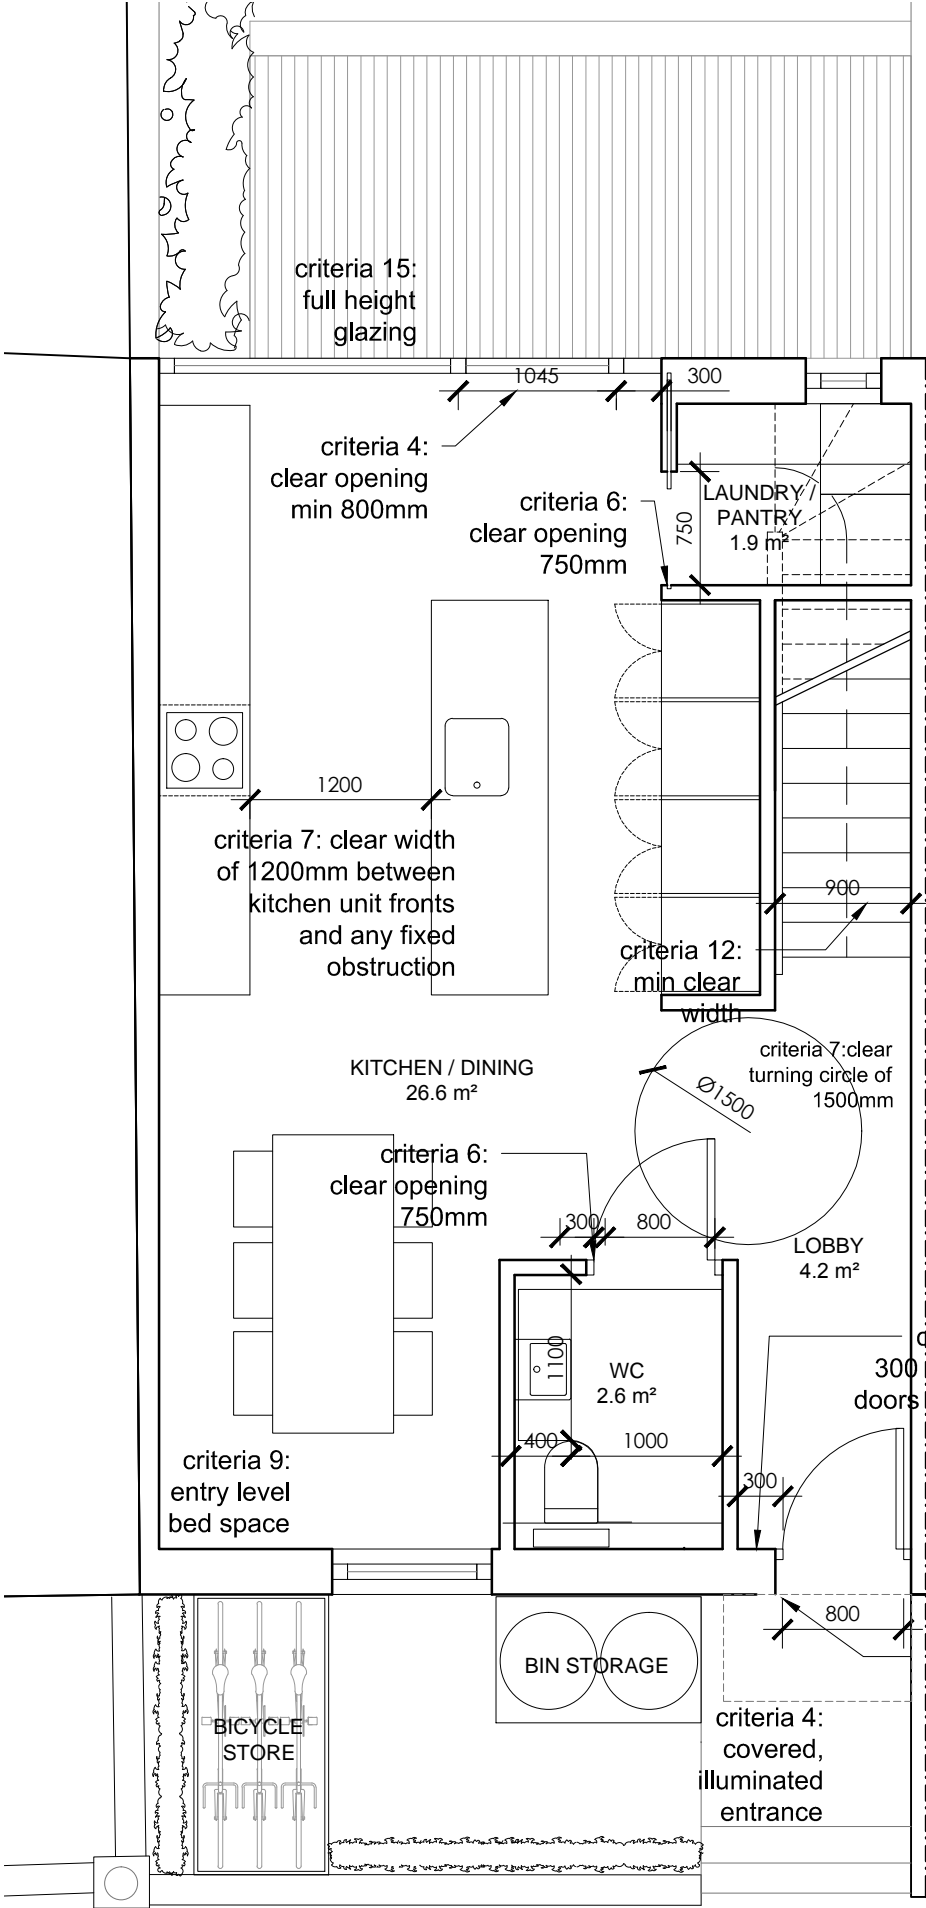 criteria 15:
full height
glazing
1045
300
criteria 4:
clear opening
min 800mm
criteria 6:
clear opening
750mm
750
LAUNDRY /
PANTRY
1.9 m²
1200
criteria 7: clear width
of 1200mm between
kitchen unit fronts
and any fixed
obstruction
900
criteria 12:
min clear
width
KITCHEN / DINING
26.6 m²
criteria 7:clear
turning circle of
1500mm
Ø1500
criteria 6:
clear opening
750mm
300
800
LOBBY
4.2 m²
1100
WC
2.6 m²
300
doors
400
1000
criteria 9:
entry level
bed space
300
800
BIN STORAGE
BICYCLE
STORE
criteria 4:
covered,
illuminated
entrance